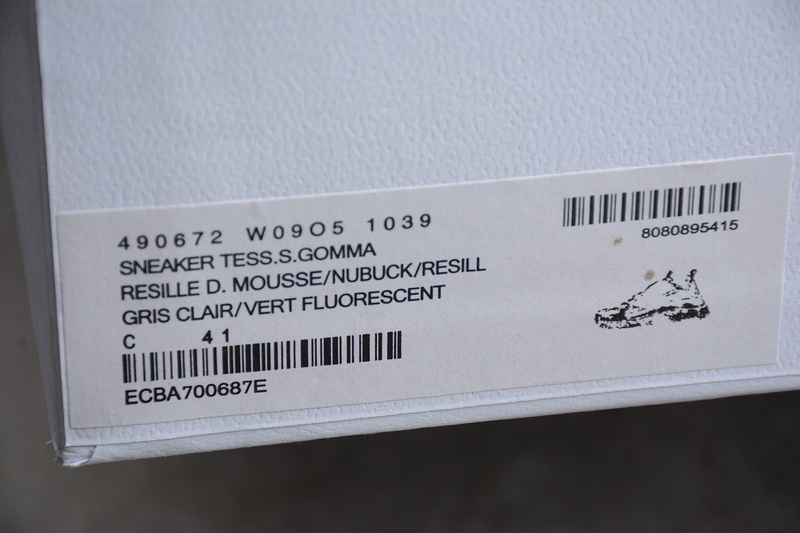 490672 W09O5 1039
8080895415
SNEAKER TESS.S.GOMMA
RESILLE D. MOUSSE/NUBUCK/RESILL
GRIS CLAIR/VERT FLUORESCENT
C 41
ECBA700687E